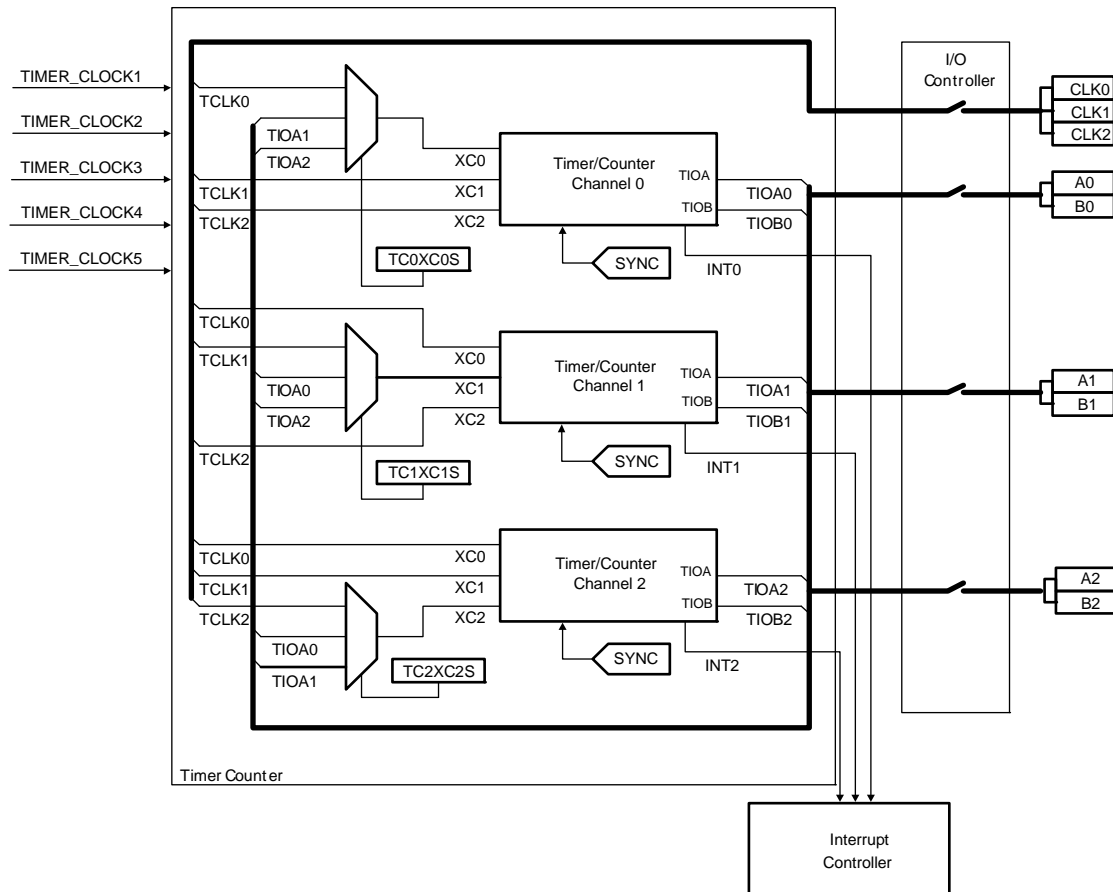 TIMER_CLOCK1
TIMER_CLOCK2
TIMER_CLOCK3
TIMER_CLOCK4
TIMER_CLOCK5
TCLK0
TIOA1
TIOA2
TCLK1
TCLK2
XC0
XC1
XC2
Timer/Counter
Channel 0
TIOA
TIOB
TIOA0
TIOB0
TC0XC0S
SYNC
INT0
TCLK0
TCLK1
TIOA0
TIOA2
TCLK2
XC0
XC1
XC2
Timer/Counter
Channel 1
TIOA
TIOB
TIOA1
TIOB1
TC1XC1S
SYNC
INT1
TCLK0
TCLK1
TCLK2
TIOA0
TIOA1
XC0
XC1
XC2
Timer/Counter
Channel 2
TIOA
TIOB
TIOA2
TIOB2
TC2XC2S
SYNC
INT2
Timer Counter
I/O
Controller
CLK0
CLK1
CLK2
A0
B0
A1
B1
A2
B2
Interrupt
Controller